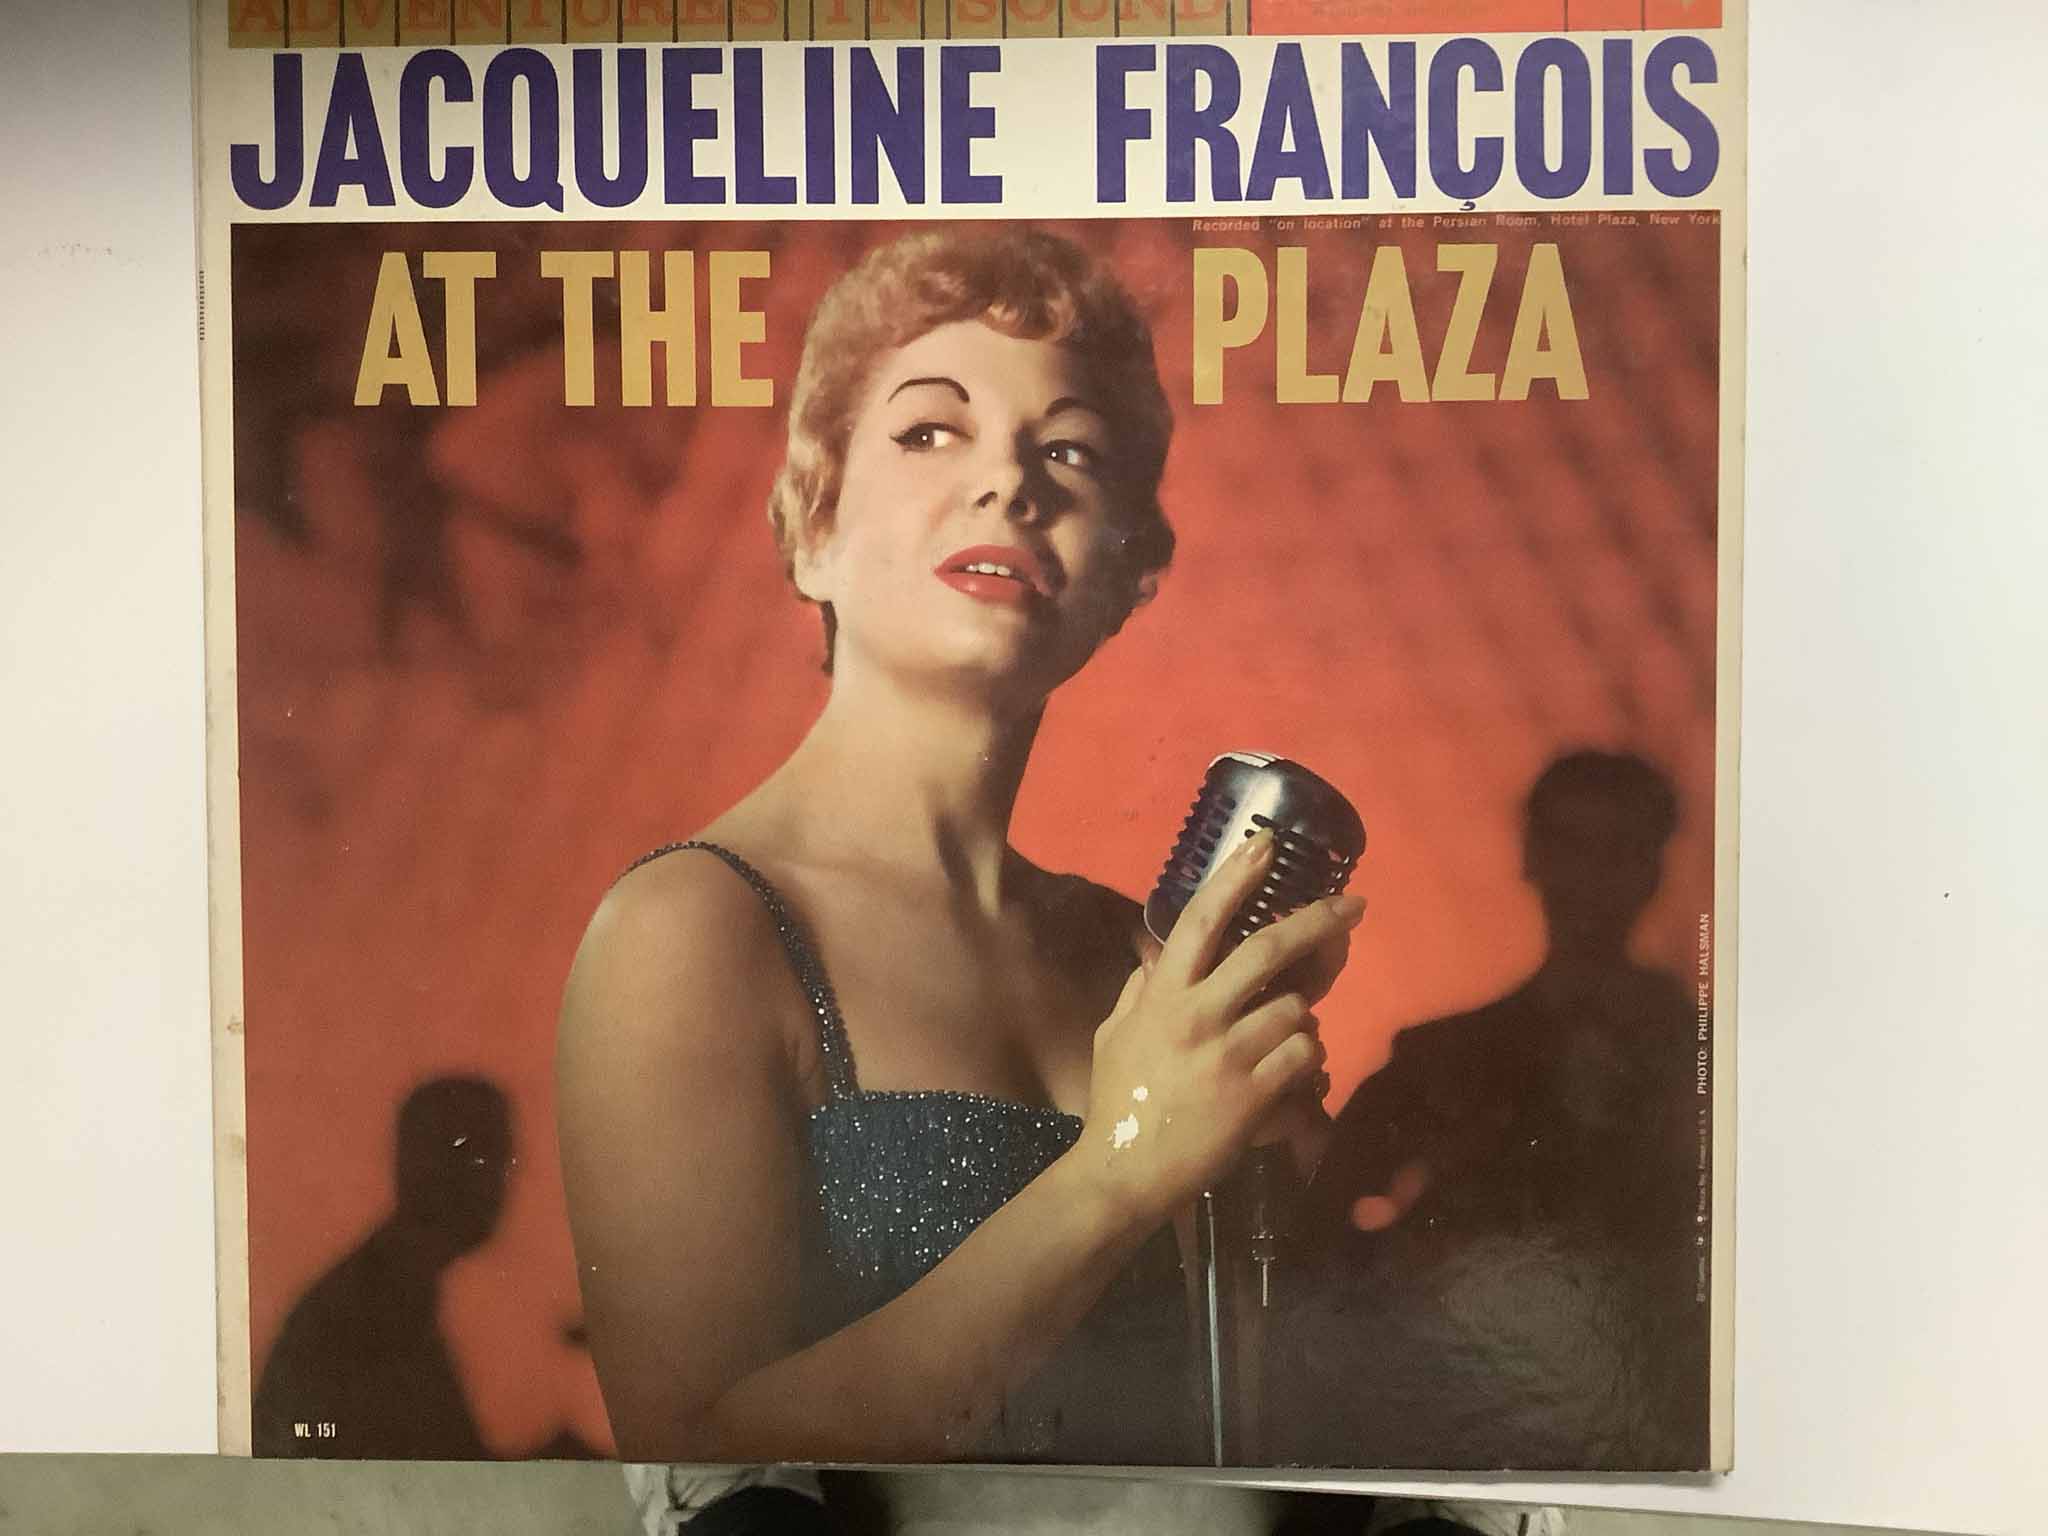 ADVENTURES IN SOUND
JACQUELINE FRANÇOIS
Recorded "on location" at the Persian Room, Hotel Plaza, New York
AT THE PLAZA
PHOTO: PHILIPPE HALSMAN
WL 151